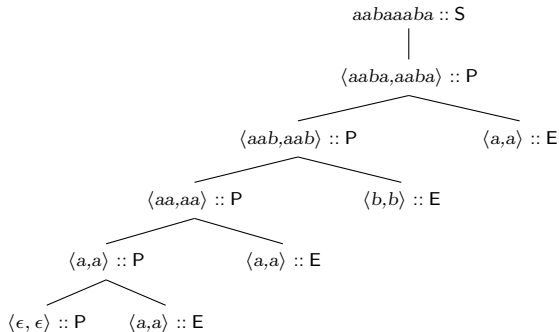 aabaaaba :: S
⟨aaba,aaba⟩ :: P
⟨aab,aab⟩ :: P ⟨a,a⟩ :: E
⟨aa,aa⟩ :: P ⟨b,b⟩ :: E
⟨a,a⟩ :: P ⟨a,a⟩ :: E
⟨ϵ, ϵ⟩ :: P ⟨a,a⟩ :: E